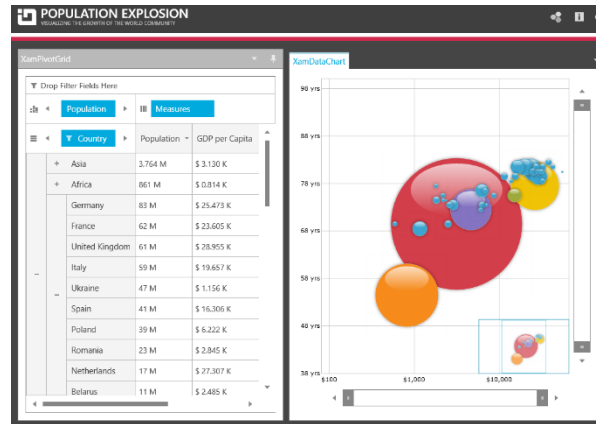 POPULATION EXPLOSION
VISUALIZING THE GROWTH OF THE WORLD COMMUNITY
XamPivotGrid
Drop Filter Fields Here
Population
Measures
Country
Population GDP per Capita
+ Asia 3.764 M $ 3.130 K
+ Africa 861 M $ 0.814 K
Germany 83 M $ 25.473 K
France 62 M $ 23.605 K
United Kingdom 61 M $ 28.955 K
Italy 59 M $ 19.657 K
Ukraine 47 M $ 1.156 K
Spain 41 M $ 16.306 K
Poland 39 M $ 6.222 K
Romania 23 M $ 2.845 K
Netherlands 17 M $ 27.307 K
Belarus 11 M $ 2.485 K
XamDataChart
90 yrs
88 yrs
78 yrs
68 yrs
58 yrs
48 yrs
38 yrs
$100 $1,000 $10,000